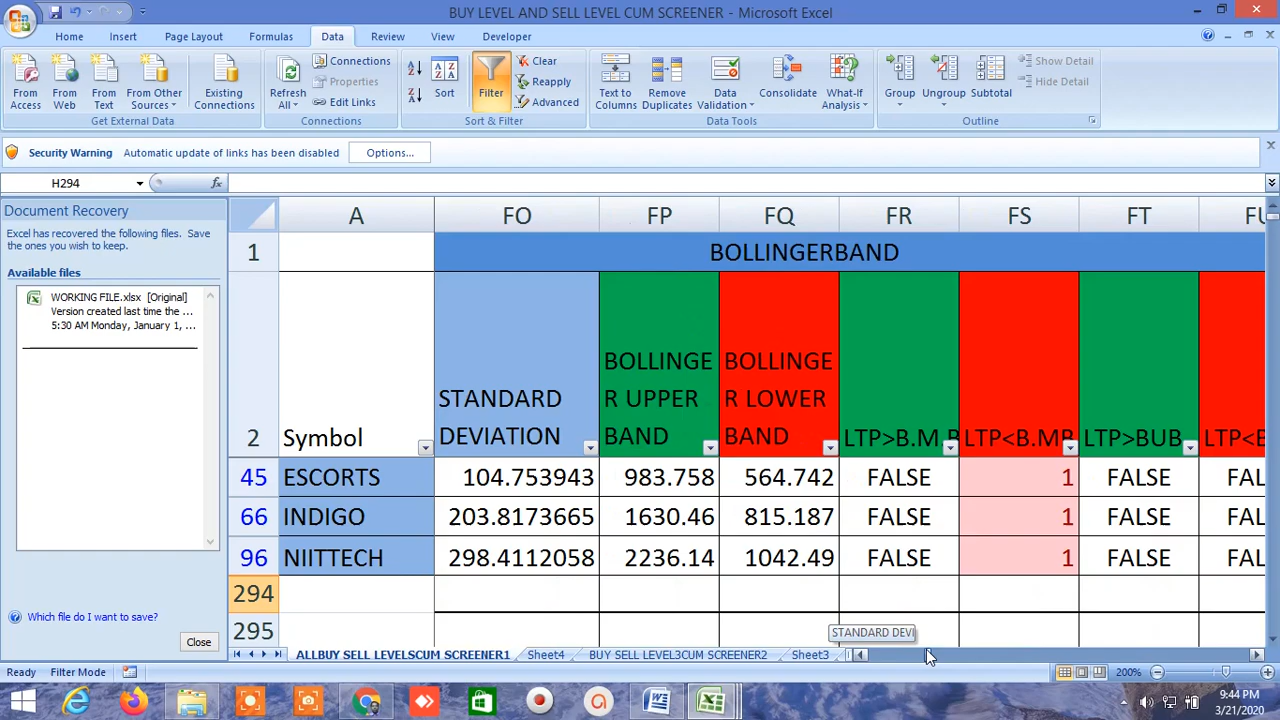 BUY LEVEL AND SELL LEVEL CUM SCREENER - Microsoft Excel
Home Insert Page Layout Formulas Data Review View Developer
From Access
From Web
From Text
From Other Sources
Existing Connections
Get External Data
Refresh All
Connections
Properties
Edit Links
Connections
Sort
Filter
Clear
Reapply
Advanced
Sort & Filter
Text to Columns
Remove Duplicates
Data Validation
Consolidate
What-If Analysis
Data Tools
Group
Ungroup
Subtotal
Show Detail
Hide Detail
Outline
Security Warning Automatic update of links has been disabled Options...
H294
fx
Document Recovery
Excel has recovered the following files. Save
the ones you wish to keep.
Available files
WORKING FILE.xlsx [Original]
Version created last time the ...
5:30 AM Monday, January 1, ...
Which file do I want to save?
Close
A FO FP FQ FR FS FT FU
1 BOLLINGERBAND
2 Symbol
STANDARD
DEVIATION
BOLLINGE
R UPPER
BAND
BOLLINGE
R LOWER
BAND
LTP>B.M B
LTP<B.MB
LTP>BUB
LTP<B
45 ESCORTS 104.753943 983.758 564.742 FALSE 1 FALSE FAL
66 INDIGO 203.8173665 1630.46 815.187 FALSE 1 FALSE FAL
96 NIITTECH 298.4112058 2236.14 1042.49 FALSE 1 FALSE FAL
294
295
STANDARD DEVI
ALLBUY SELL LEVELSCUM SCREENER1 Sheet4 BUY SELL LEVEL3CUM SCREENER2 Sheet3
Ready Filter Mode 200%
9:44 PM
3/21/2020